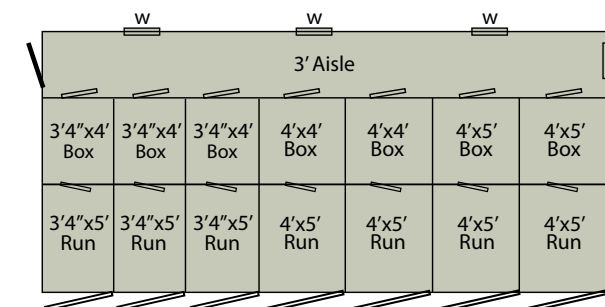 W W W
3' Aisle
3'4"x4' 3'4"x4' 3'4"x4' 4'x4' 4'x4' 4'x5' 4'x5'
Box Box Box Box Box Box Box
3'4"x5' 3'4"x5' 3'4"x5' 4'x5' 4'x5' 4'x5' 4'x5'
Run Run Run Run Run Run Run